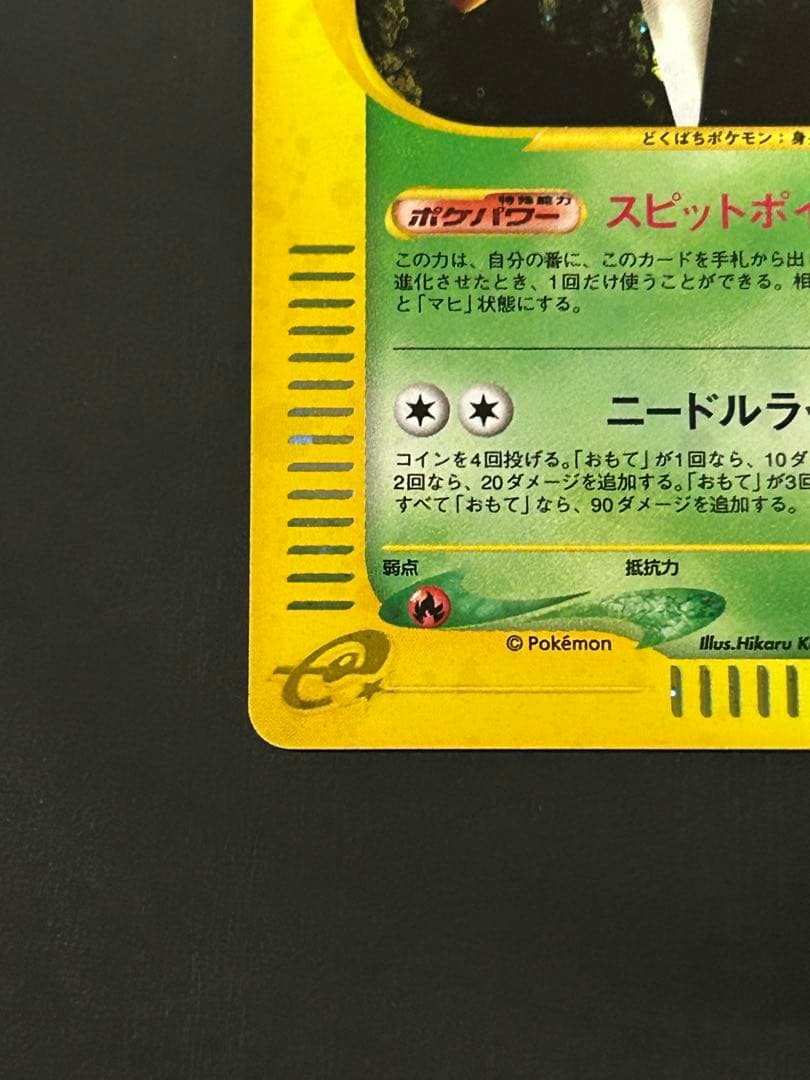 どくばちポケモン：身
特殊能力
ポケパワー スピットポイ
この力は、自分の番に、このカードを手札から出
進化させたとき、1回だけ使うことができる。相
と「マヒ」状態にする。
ニードルラ
コインを4回投げる。「おもて」が1回なら、10ダ
2回なら、20ダメージを追加する。「おもて」が3回
すべて「おもて」なら、90ダメージを追加する。
弱点 抵抗力
© Pokémon Illus.Hikaru K
e